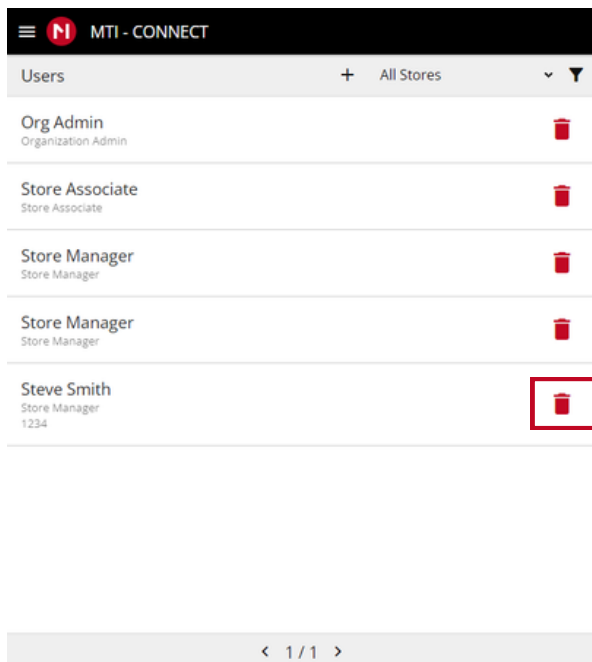 MTI - CONNECT
Users + All Stores
Org Admin
Organization Admin
Store Associate
Store Associate
Store Manager
Store Manager
Store Manager
Store Manager
Steve Smith
Store Manager
1234
< 1 / 1 >